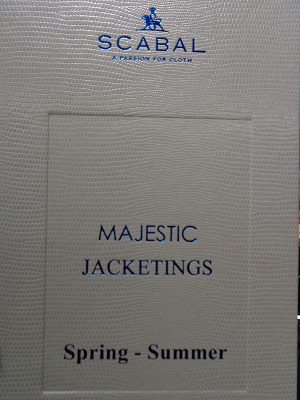 SCABAL
A PASSION FOR CLOTH
MAJESTIC
JACKETINGS
Spring - Summer